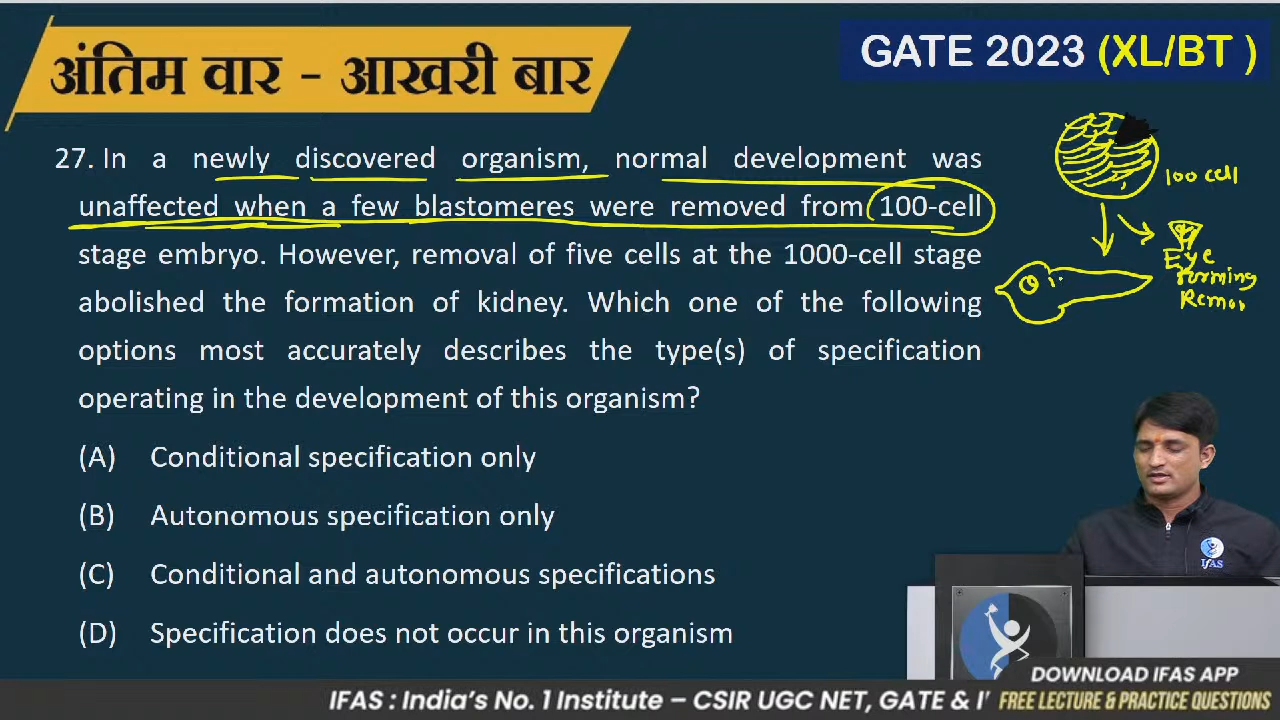 अंतिम वार - आखरी बार
GATE 2023 (XL/BT )
27. In a newly discovered organism, normal development was
unaffected when a few blastomeres were removed from 100-cell
stage embryo. However, removal of five cells at the 1000-cell stage
abolished the formation of kidney. Which one of the following
options most accurately describes the type(s) of specification
operating in the development of this organism?
(A) Conditional specification only
(B) Autonomous specification only
(C) Conditional and autonomous specifications
(D) Specification does not occur in this organism
100 cell
Eye
forming
IFAS
DOWNLOAD IFAS APP
IFAS : India's No. 1 Institute – CSIR UGC NET, GATE &
FREE LECTURE & PRACTICE QUESTIONS